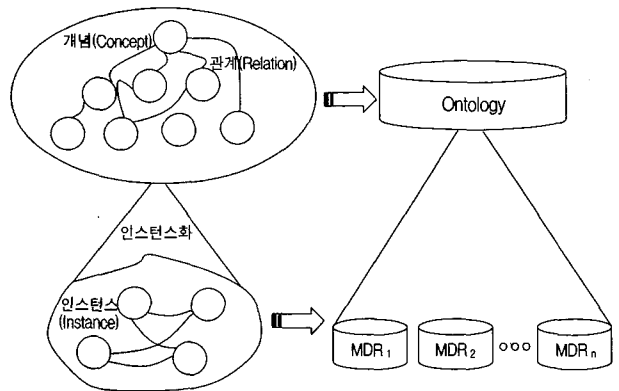 개념(Concept)
관계(Relation)
Ontology
인스턴스화
인스턴스
(Instance)
MDR1
MDR2
MDRn